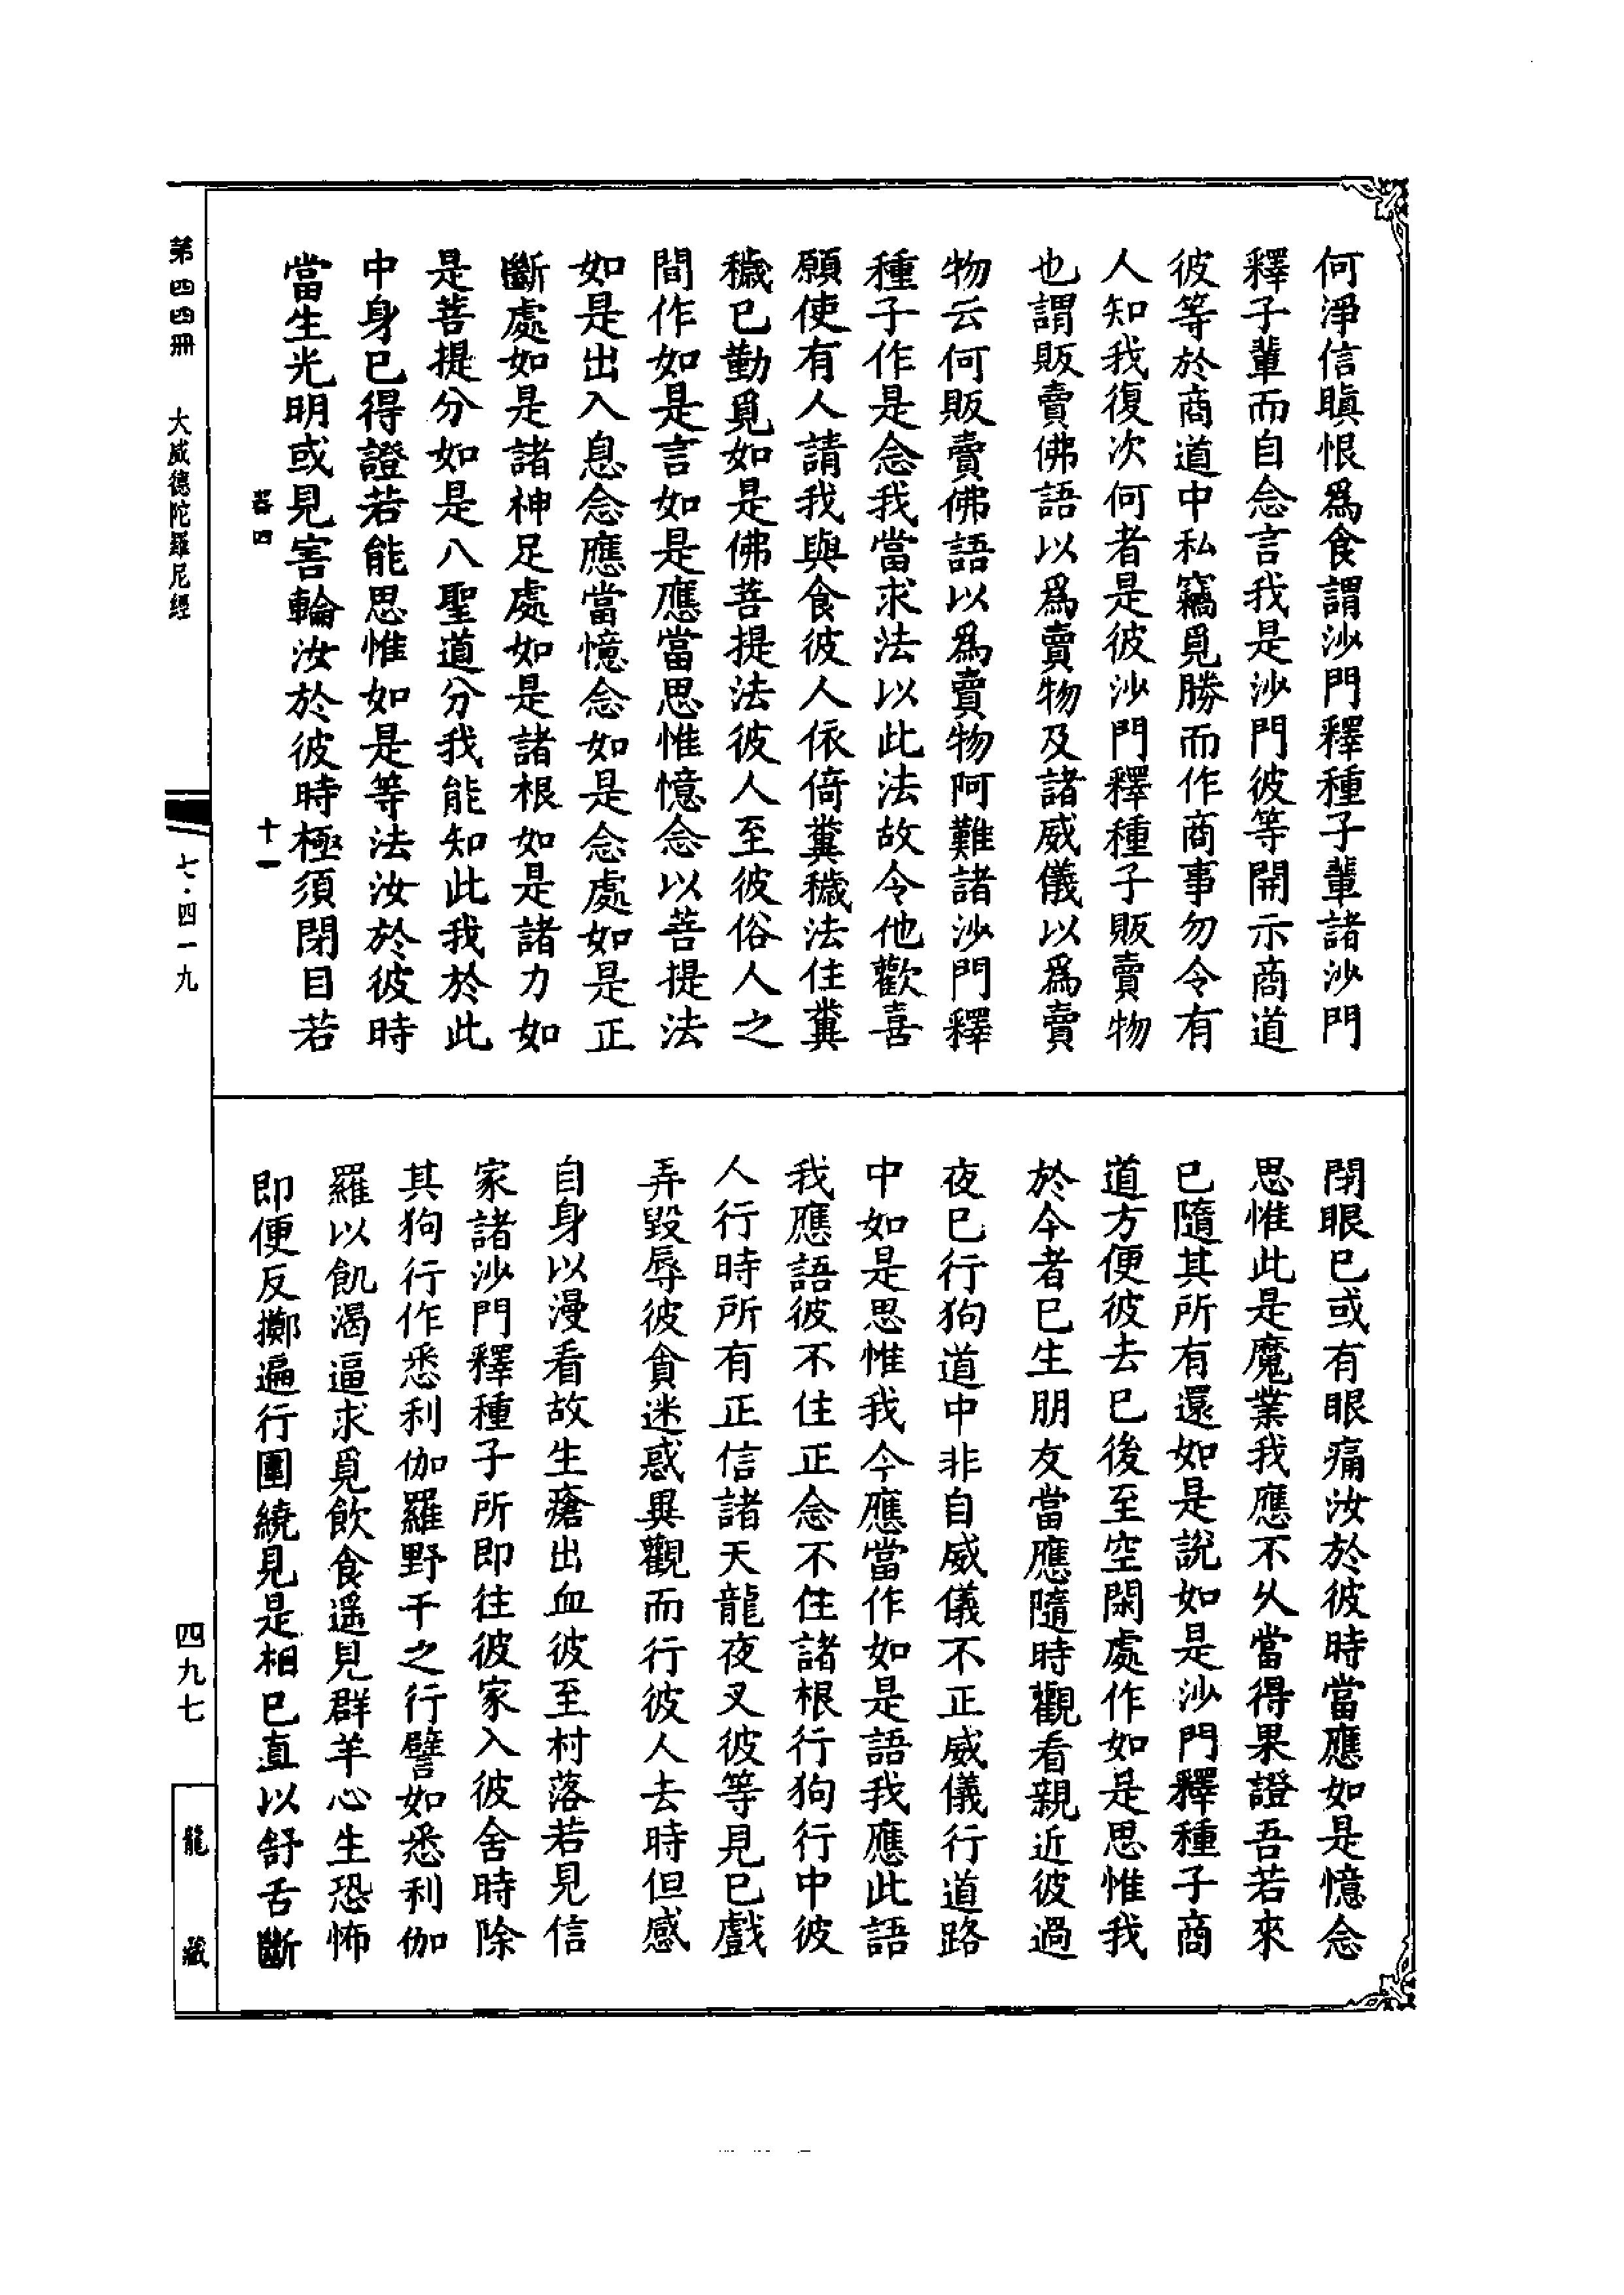 何淨信瞋恨爲食謂沙門釋種子輩諸沙門
釋子輩而自念言我是沙門彼等開示商道
彼等於商道中私竊覓勝而作商事勿令有
人知我復次何者是彼沙門釋種子販賣物
也謂販賣佛語以爲賣物及諸威儀以爲賣
物云何販賣佛語以爲賣物阿難諸沙門釋
種子作是念我當求法以此法故令他歡喜
願使有人請我與食彼人依倚糞穢法住糞
穢已勤覓如是佛菩提法彼人至彼俗人之
間作如是言如是應當思惟憶念以菩提法
如是出入息念應當憶念如是念處如是正
斷處如是諸神足處如是諸根如是諸力如
是菩提分如是八聖道分我能知此我於此
中身已得證若能思惟如是等法汝於彼時
當生光明或見害輪汝於彼時極須閉目若
器四 十一
閉眼已或有眼痛汝於彼時當應如是憶念
思惟此是魔業我應不久當得果證吾若來
已隨其所有還如是說如是沙門釋種子商
道方便彼去已後至空閑處作如是思惟我
於今者已生朋友當應隨時觀看親近彼過
夜已行狗道中非自威儀不正威儀行道路
中如是思惟我今應當作如是語我應此語
我應語彼不住正念不住諸根行狗行中彼
人行時所有正信諸天龍夜叉彼等見已戲
弄毀辱彼貪迷惑異觀而行彼人去時但感
自身以漫看故生瘡出血彼至村落若見信
家諸沙門釋種子所即往彼家入彼舍時除
其狗行作悉利伽羅野干之行譬如悉利伽
羅以飢渴逼求覓飲食遥見群羊心生恐怖
即便反擲遍行圍繞見是相已直以舒舌斷
第四四冊 大威德陀羅尼經
七·四一九
四九七
龍藏